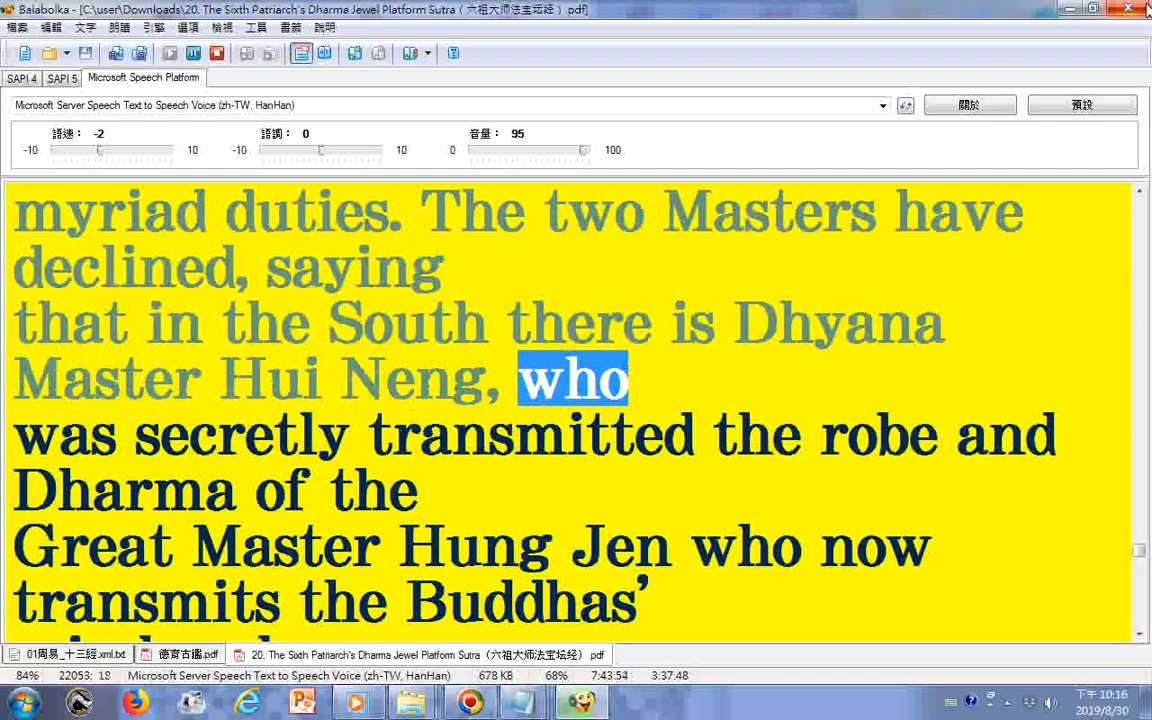 Balabolka - [C:\user\Downloads\20. The Sixth Patriarch's Dharma Jewel Platform Sutra（六祖大师法宝坛经）pdf]
檔案 編輯 文字 朗讀 引擎 選項 檢視 工具 書籤 說明
SAPI 4 SAPI 5 Microsoft Speech Platform
Microsoft Server Speech Text to Speech Voice (zh-TW, HanHan) 關於 預設
語速： -2 語調： 0 音量： 95
-10 10 -10 10 0 100
myriad duties. The two Masters have
declined, saying
that in the South there is Dhyana
Master Hui Neng, who
was secretly transmitted the robe and
Dharma of the
Great Master Hung Jen who now
transmits the Buddhas’
01周易_十三經.xml.txt 德育古鑑.pdf 20. The Sixth Patriarch's Dharma Jewel Platform Sutra（六祖大师法宝坛经）.pdf
84% 22053: 18 Microsoft Server Speech Text to Speech Voice (zh-TW, HanHan) 678 KB 68% 7:43:54 3:37:48
下午 10:16
2019/8/30